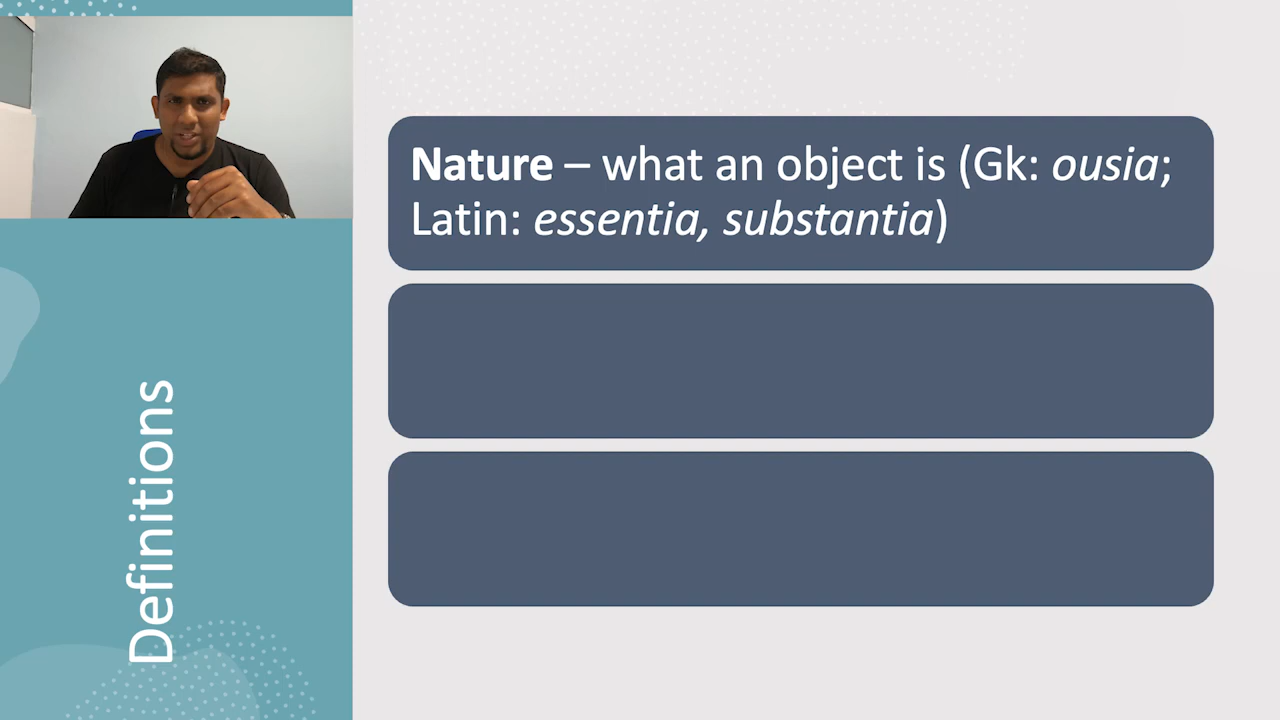 Nature – what an object is (Gk: ousia;
Latin: essentia, substantia)
Definitions